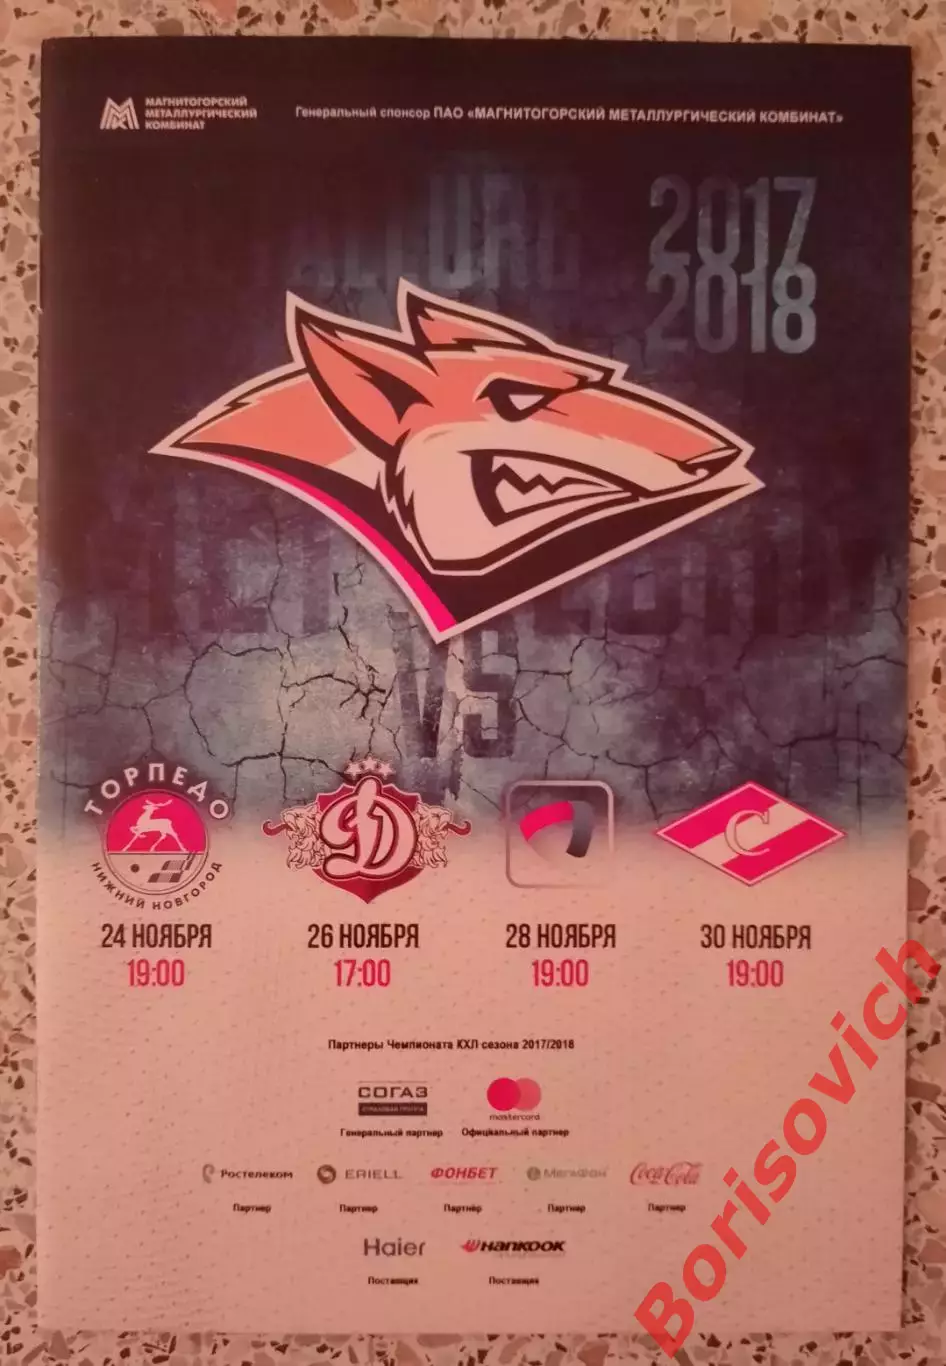 МАГНИТОГОРСКИЙ
МЕТАЛЛУРГИЧЕСКИЙ
КОМБИНАТ
Генеральный спонсор ПАО «МАГНИТОГОРСКИЙ МЕТАЛЛУРГИЧЕСКИЙ КОМБИНАТ»
2017
2018
VS
ТОРПЕДО
НИЖНИЙ НОВГОРОД
Д
С
24 НОЯБРЯ
19:00
26 НОЯБРЯ
17:00
28 НОЯБРЯ
19:00
30 НОЯБРЯ
19:00
Партнеры Чемпионата КХЛ сезона 2017/2018
СОГАЗ
СТРАХОВАЯ ГРУППА
Генеральный партнер
mastercard
Официальный партнер
Ростелеком
Партнер
ERIELL
Партнер
ФОНБЕТ
Партнер
МегаФон
Партнер
Coca-Cola
Партнер
Haier
Поставщик
HANKOOK
Поставщик
Borisovich